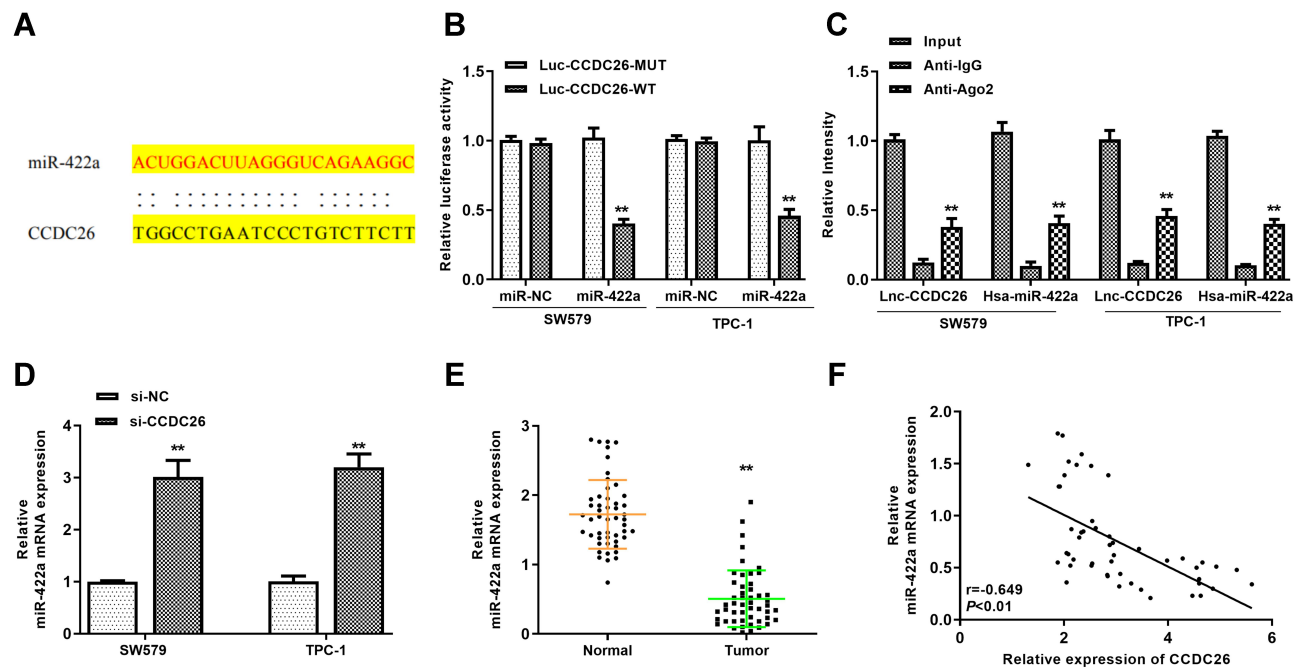 A
miR-422a ACUGGACUUAGGGUCAGAAGGC
CCDC26 TGGCCTGAATCCCTGTCTTCTT
B
Luc-CCDC26-MUT
Luc-CCDC26-WT
Relative luciferase activity
1.5
1.0
0.5
0.0
**
**
miR-NC miR-422a miR-NC miR-422a
SW579 TPC-1
C
Input
Anti-IgG
Anti-Ago2
Relative Intensity
1.5
1.0
0.5
0.0
**
**
**
**
Lnc-CCDC26 Hsa-miR-422a Lnc-CCDC26 Hsa-miR-422a
SW579 TPC-1
D
si-NC
si-CCDC26
Relative
miR-422a mRNA expression
4
3
2
1
0
**
**
SW579 TPC-1
E
Relative
miR-422a mRNA expression
3
2
1
0
**
Normal Tumor
F
Relative
miR-422a mRNA expression
2.0
1.5
1.0
0.5
0.0
r=-0.649
P<0.01
0 2 4 6
Relative expression of CCDC26